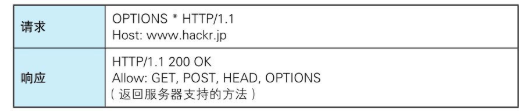 请求
OPTIONS * HTTP/1.1
Host: www.hackr.jp
响应
HTTP/1.1 200 OK
Allow: GET, POST, HEAD, OPTIONS
（返回服务器支持的方法）